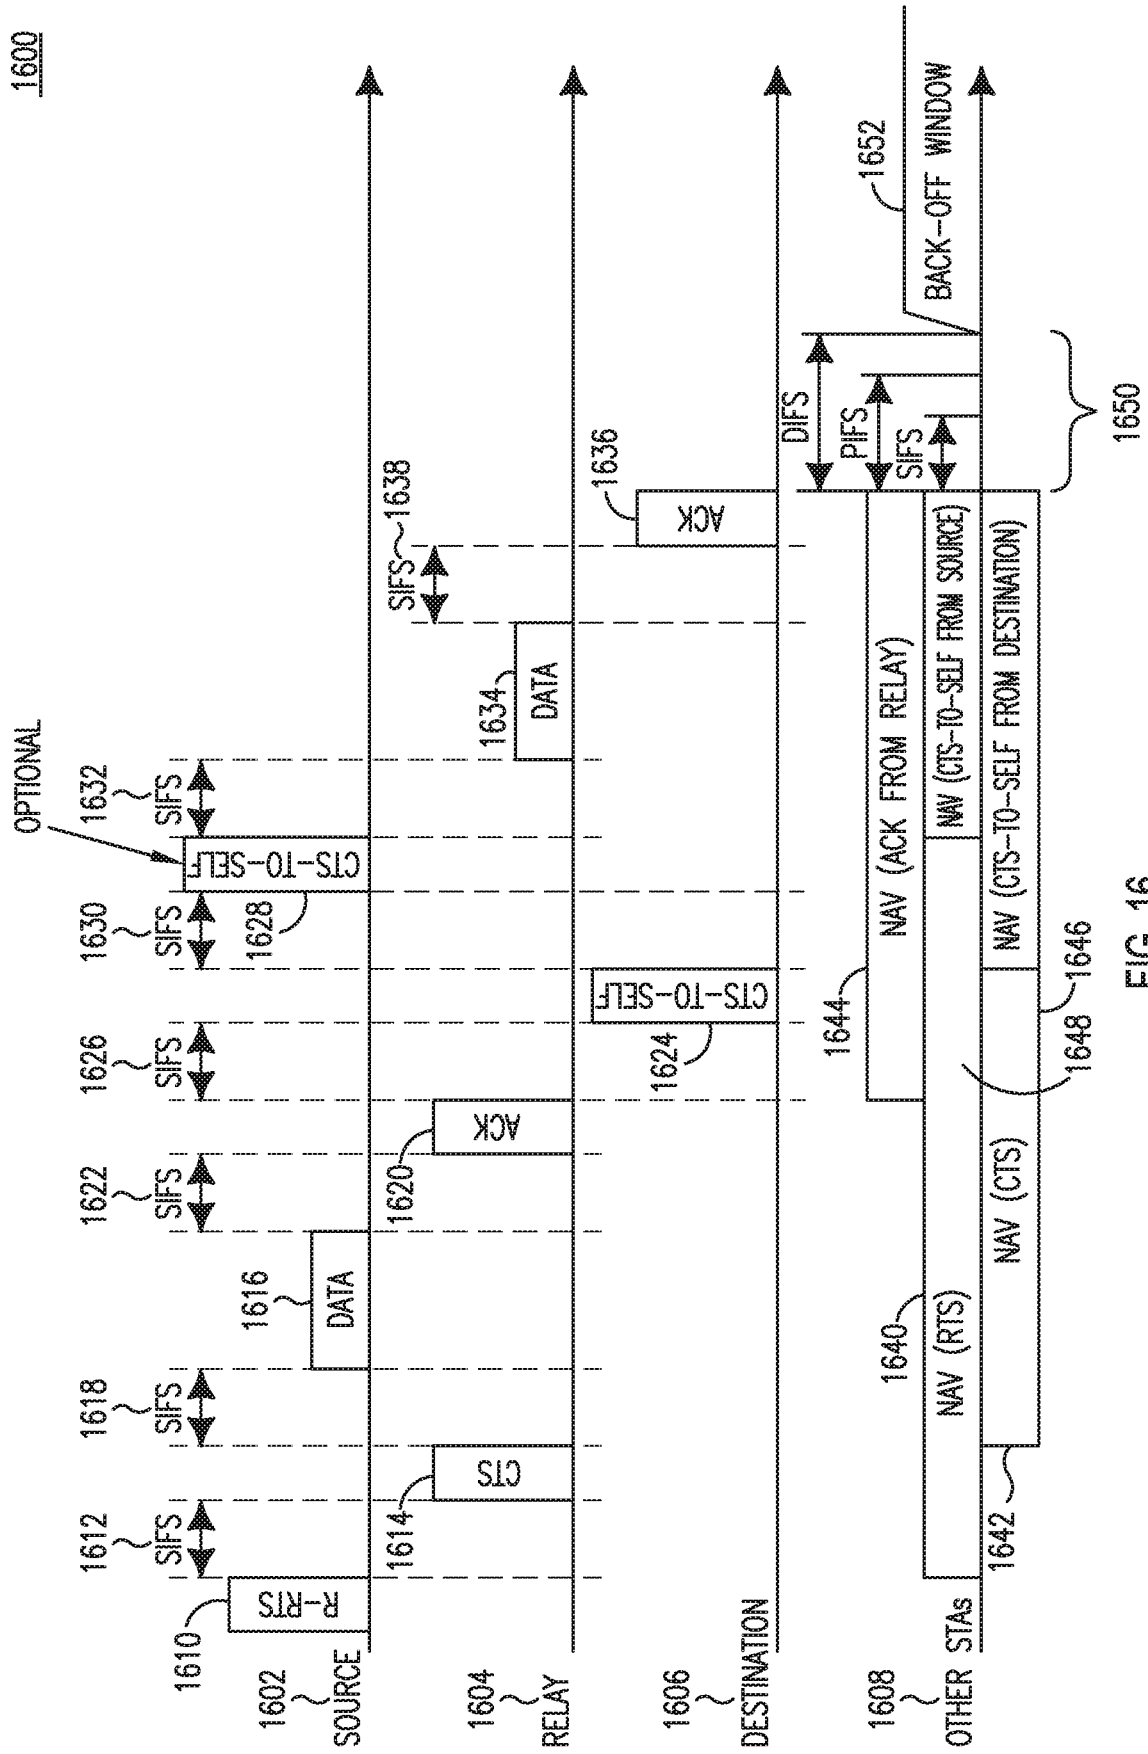 1600
OPTIONAL
1612
SIFS
1618
SIFS
1622
SIFS
1626
SIFS
1630
SIFS
1632
SIFS
1610
R-RTS
1616
DATA
1628
CTS-TO-SELF
1602
SOURCE
SIFS
1638
1614
CTS
1620
ACK
1634
DATA
1604
RELAY
1624
CTS-TO-SELF
1636
ACK
1606
DESTINATION
DIFS
PIFS
SIFS
1652
BACK-OFF WINDOW
1644
NAV (ACK FROM RELAY)
1640
NAV (RTS)
NAV (CTS-TO-SELF FROM SOURCE)
1608
OTHER STAs
1642
NAV (CTS)
NAV (CTS-TO-SELF FROM DESTINATION)
1648
1646
1650
FIG. 16